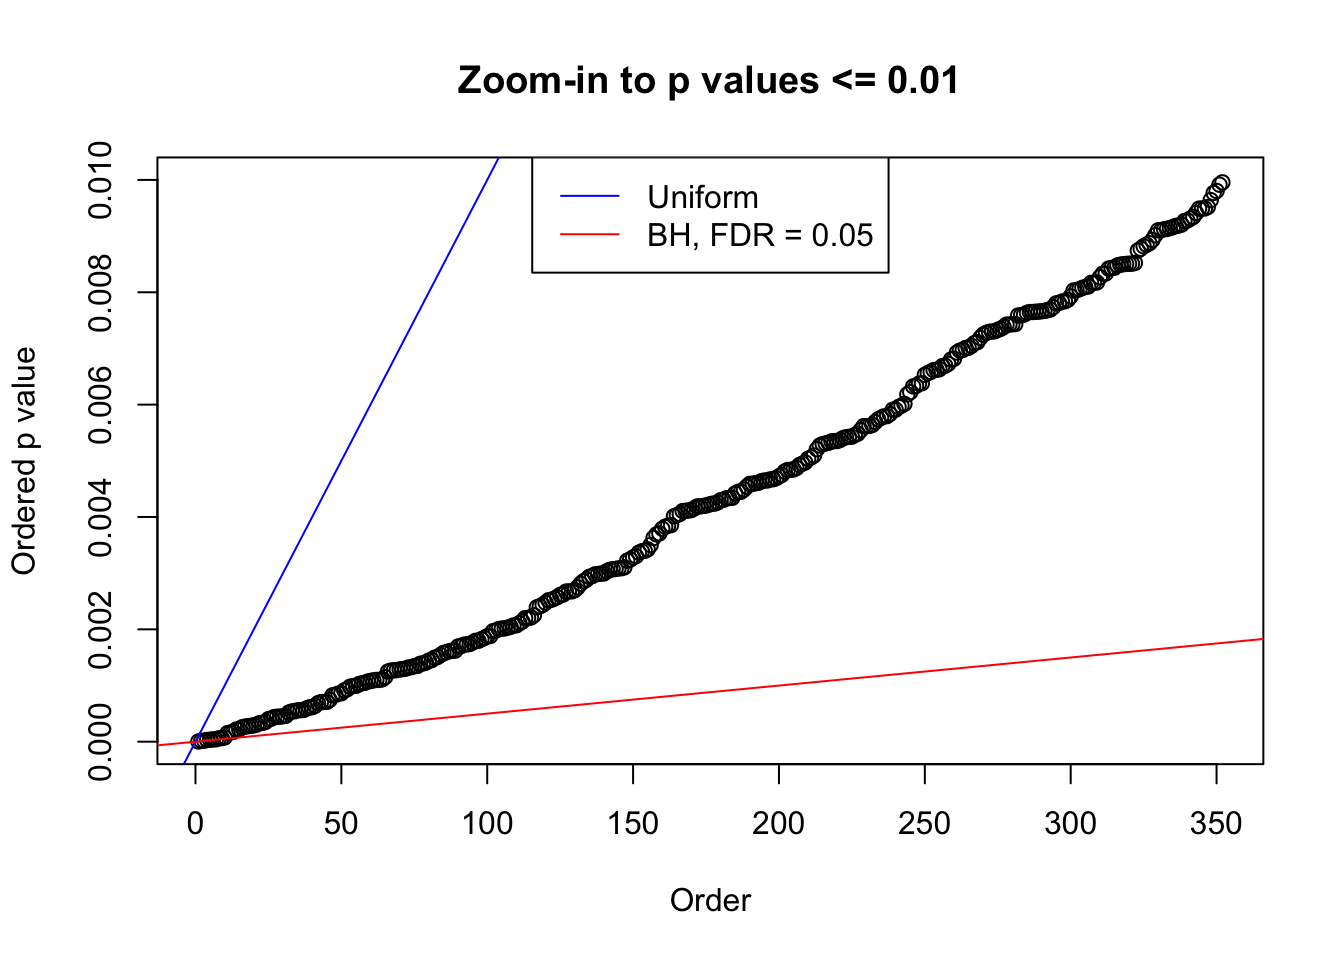 Zoom-in to p values <= 0.01
Uniform
BH, FDR = 0.05
Ordered p value
0.010
0.008
0.006
0.004
0.002
0.000
0 50 100 150 200 250 300 350
Order